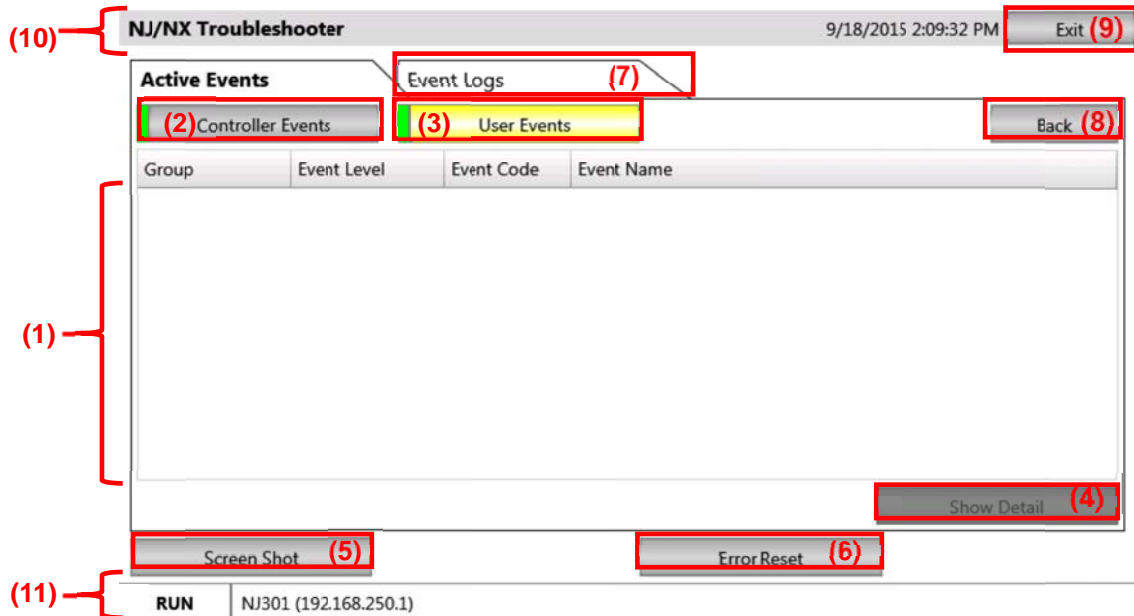 (10) NJ/NX Troubleshooter 9/18/2015 2:09:32 PM Exit (9)
Active Events Event Logs (7)
(2) Controller Events (3) User Events Back (8)
Group Event Level Event Code Event Name
(1)
Show Detail (4)
Screen Shot (5) Error Reset (6)
(11) RUN NJ301 (192.168.250.1)